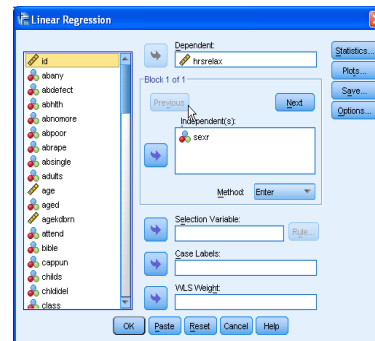 Linear Regression
id
abany
abdefect
abhlth
abnomore
abpoor
abrape
absingle
adults
age
aged
agekdbrn
attend
bible
cappun
childs
chldidel
class
Dependent:
hrsrelax
Block 1 of 1
Previous
Next
Independent(s):
sexr
Method:
Enter
Selection Variable:
Rule...
Case Labels:
WLS Weight:
Statistics...
Plots...
Save...
Options...
OK
Paste
Reset
Cancel
Help